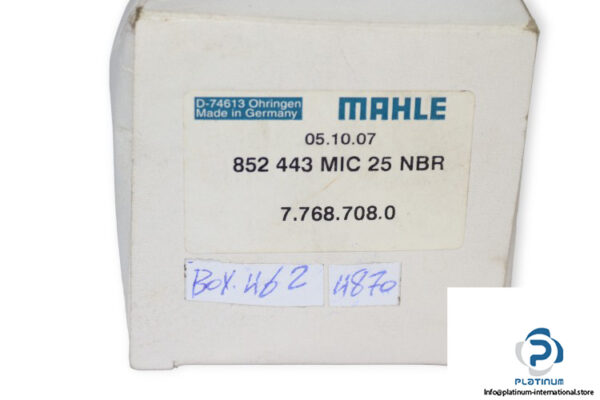 D-74613 Ohringen
Made in Germany
MAHLE
05.10.07
852 443 MIC 25 NBR
7.768.708.0
Box.462
4870
PLATINUM
Info@platinum-international.store